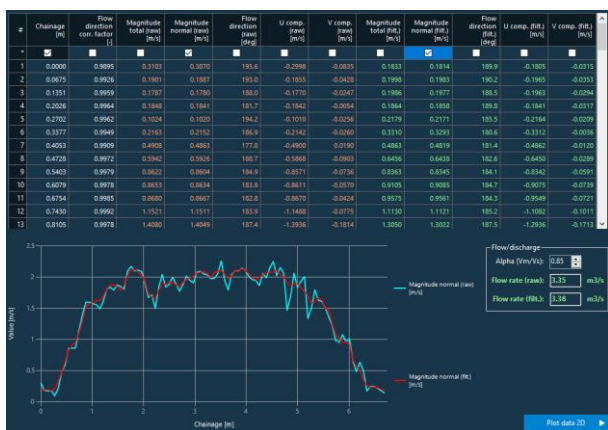 # Chainage [m] Flow direction corr. factor [-] Magnitude total (raw) [m/s] Magnitude normal (raw) [m/s] Flow direction (raw) [deg] U comp. (raw) [m/s] V comp. (raw) [m/s] Magnitude total (filt.) [m/s] Magnitude normal (filt.) [m/s] Flow direction (filt.) [deg] U comp. (filt.) [m/s] V comp. (filt.) [m/s]
*
1 0.0000 0.9895 0.3103 0.3070 195.6 -0.2998 -0.0835 0.1833 0.1814 189.9 -0.1805 -0.0315
2 0.0675 0.9926 0.1901 0.1887 193.0 -0.1855 -0.0428 0.1998 0.1983 190.2 -0.1965 -0.0353
3 0.1351 0.9959 0.1787 0.1780 188.0 -0.1770 -0.0247 0.1986 0.1977 188.5 -0.1963 -0.0294
4 0.2026 0.9964 0.1848 0.1841 181.7 -0.1842 -0.0054 0.1864 0.1858 189.8 -0.1841 -0.0317
5 0.2702 0.9962 0.1024 0.1020 194.2 -0.1010 -0.0256 0.2179 0.2171 185.5 -0.2164 -0.0209
6 0.3377 0.9949 0.2163 0.2152 186.9 -0.2142 -0.0260 0.3310 0.3293 180.6 -0.3312 -0.0036
7 0.4053 0.9909 0.4908 0.4863 177.8 -0.4900 0.0190 0.4863 0.4819 181.4 -0.4862 -0.0120
8 0.4728 0.9972 0.5942 0.5926 188.7 -0.5868 -0.0903 0.6456 0.6438 182.6 -0.6450 -0.0289
9 0.5403 0.9979 0.8622 0.8604 184.9 -0.8571 -0.0736 0.8363 0.8345 184.1 -0.8342 -0.0591
10 0.6079 0.9978 0.8653 0.8634 183.8 -0.8611 -0.0570 0.9105 0.9085 184.7 -0.9075 -0.0739
11 0.6754 0.9985 0.8680 0.8667 182.8 -0.8670 -0.0424 0.9575 0.9561 184.3 -0.9549 -0.0721
12 0.7430 0.9992 1.1521 1.1511 183.9 -1.1488 -0.0775 1.1130 1.1121 185.2 -1.1082 -0.1011
13 0.8105 0.9978 1.4080 1.4049 187.4 -1.2936 -0.1814 1.3050 1.3022 187.5 -1.2936 -0.1713
2.5
2
1.5
1
0.5
0
Value [m/s]
0 1 2 3 4 5 6
Chainage [m]
Magnitude normal (raw)
[m/s]
Magnitude normal (filt.)
[m/s]
Flow/discharge
Alpha (Vm/Vs): 0.85
Flow rate (raw): 3.35 m3/s
Flow rate (filt.): 3.38 m3/s
Plot data 2D